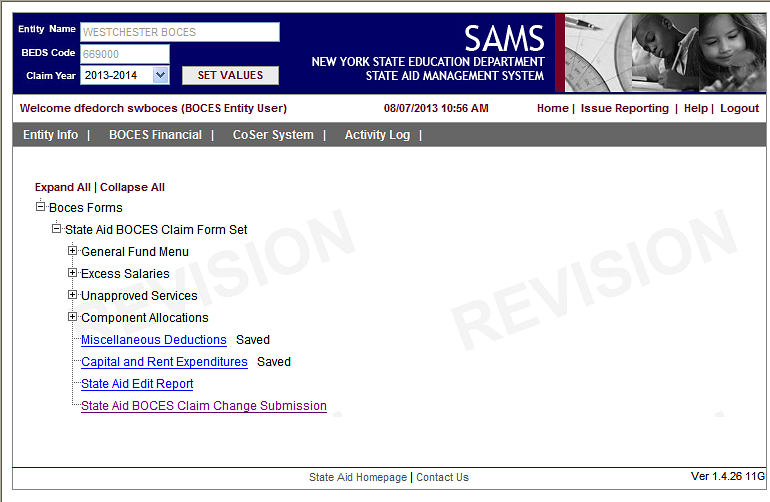 Entity Name WESTCHESTER BOCES
BEDS Code 669000
Claim Year 2013-2014 SET VALUES
SAMS
NEW YORK STATE EDUCATION DEPARTMENT
STATE AID MANAGEMENT SYSTEM
Welcome dfedorch swboces (BOCES Entity User) 08/07/2013 10:56 AM Home | Issue Reporting | Help | Logout
Entity Info | BOCES Financial | CoSer System | Activity Log |
Expand All | Collapse All
Boces Forms
State Aid BOCES Claim Form Set
General Fund Menu
Excess Salaries
Unapproved Services
Component Allocations
Miscellaneous Deductions Saved
Capital and Rent Expenditures Saved
State Aid Edit Report
State Aid BOCES Claim Change Submission
REVISION
REVISION
State Aid Homepage | Contact Us Ver 1.4.26 11G